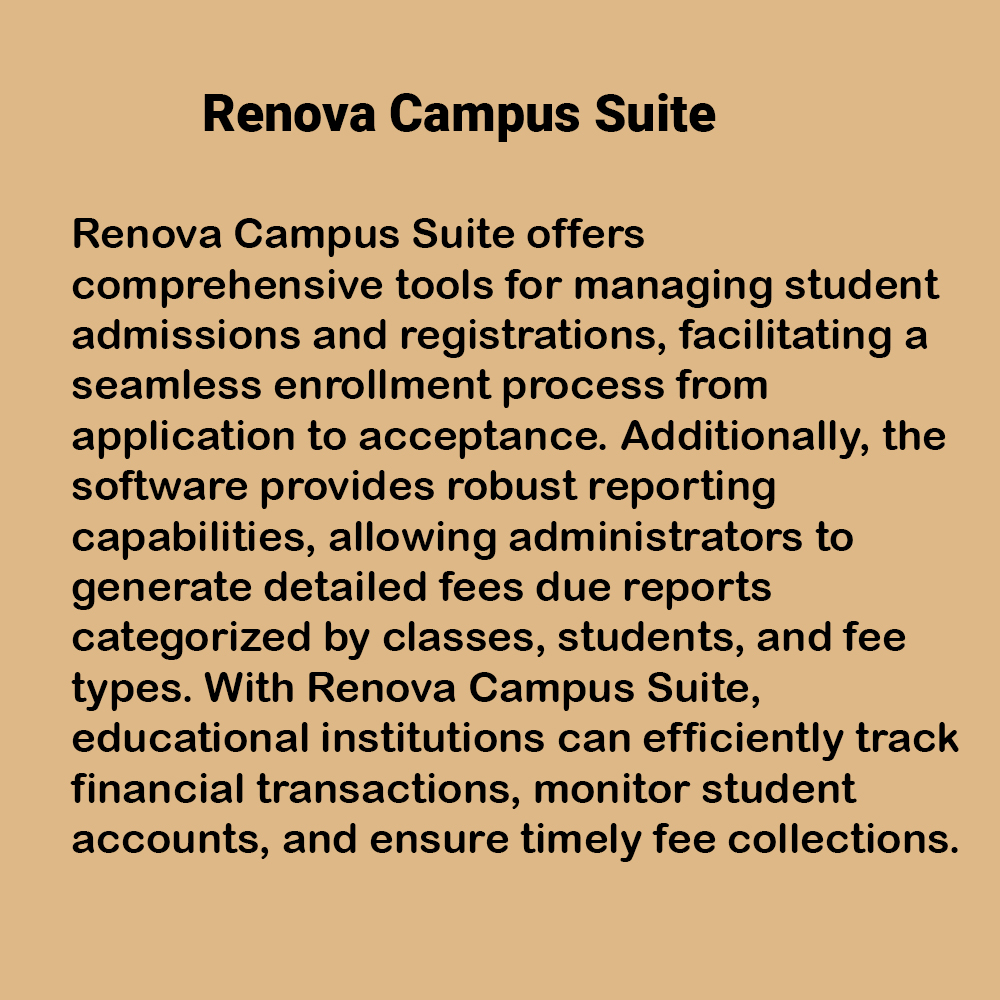 Renova Campus Suite
Renova Campus Suite offers
comprehensive tools for managing student
admissions and registrations, facilitating a
seamless enrollment process from
application to acceptance. Additionally, the
software provides robust reporting
capabilities, allowing administrators to
generate detailed fees due reports
categorized by classes, students, and fee
types. With Renova Campus Suite,
educational institutions can efficiently track
financial transactions, monitor student
accounts, and ensure timely fee collections.